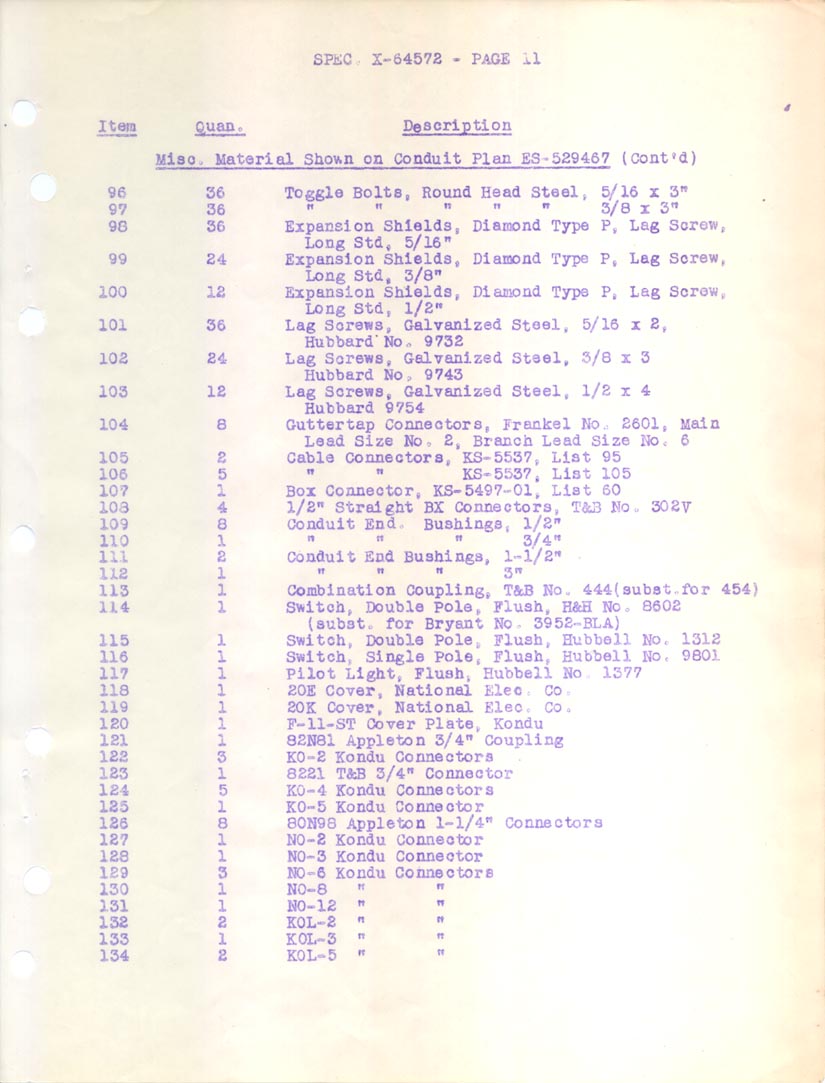 SPEC. X-64572 - PAGE 11
Item Quan. Description
Misc. Material Shown on Conduit Plan ES-529467 (Cont'd)
96 36 Toggle Bolts, Round Head Steel, 5/16 x 3"
97 36 " " " " " 3/8 x 3"
98 36 Expansion Shields, Diamond Type P, Lag Screw,
Long Std, 5/16"
99 24 Expansion Shields, Diamond Type P, Lag Screw,
Long Std, 3/8"
100 12 Expansion Shields, Diamond Type P, Lag Screw,
Long Std, 1/2"
101 36 Lag Screws, Galvanized Steel, 5/16 x 2,
Hubbard No. 9732
102 24 Lag Screws, Galvanized Steel, 3/8 x 3
Hubbard No. 9743
103 12 Lag Screws, Galvanized Steel, 1/2 x 4
Hubbard 9754
104 8 Guttertap Connectors, Frankel No. 2601, Main
Lead Size No. 2, Branch Lead Size No. 6
105 2 Cable Connectors, KS-5537, List 95
106 5 " " KS-5537, List 105
107 1 Box Connector, KS-5497-01, List 60
108 4 1/2" Straight BX Connectors, T&B No. 302V
109 8 Conduit End. Bushings, 1/2"
110 1 " " " 3/4"
111 2 Conduit End Bushings, 1-1/2"
112 1 " " " 3"
113 1 Combination Coupling, T&B No. 444(subst.for 454)
114 1 Switch, Double Pole, Flush, H&H No. 8602
(subst. for Bryant No. 3952-BLA)
115 1 Switch, Double Pole, Flush, Hubbell No. 1312
116 1 Switch, Single Pole, Flush, Hubbell No. 9801
117 1 Pilot Light, Flush, Hubbell No. 1377
118 1 20E Cover, National Elec. Co.
119 1 20K Cover, National Elec. Co.
120 1 F-11-ST Cover Plate, Kondu
121 1 82N81 Appleton 3/4" Coupling
122 3 KO-2 Kondu Connectors
123 1 8221 T&B 3/4" Connector
124 5 KO-4 Kondu Connectors
125 1 KO-5 Kondu Connector
126 8 80N98 Appleton 1-1/4" Connectors
127 1 NO-2 Kondu Connector
128 1 NO-3 Kondu Connector
129 3 NO-6 Kondu Connectors
130 1 NO-8 " "
131 1 NO-12 " "
132 2 KOL-2 " "
133 1 KOL-3 " "
134 2 KOL-5 " "